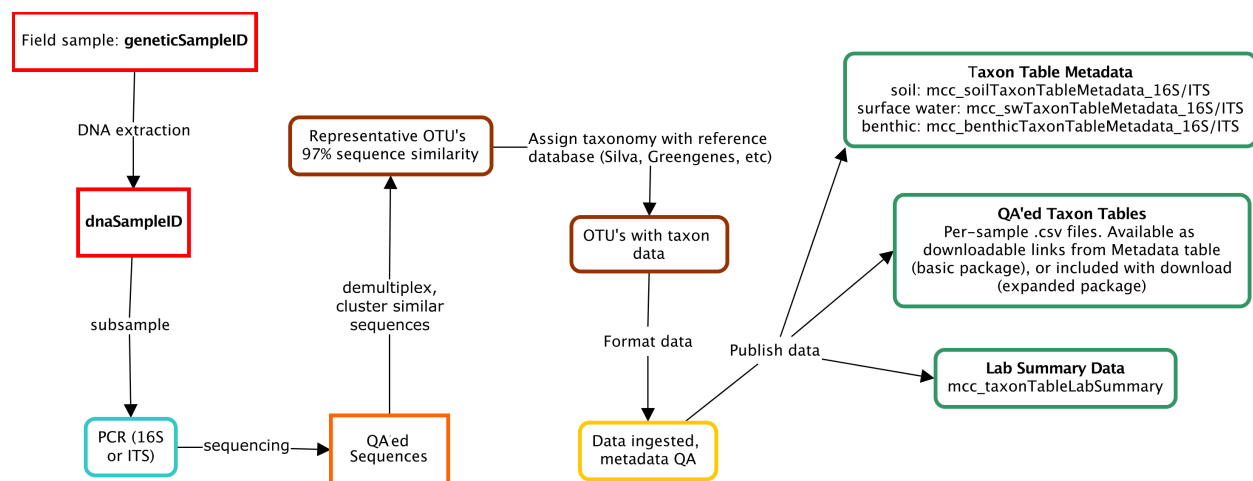 Field sample: geneticSampleID
DNA extraction
dnaSampleID
subsample
PCR (16S
or ITS)
sequencing
QA'ed
Sequences
demultiplex,
cluster similar
sequences
Representative OTU's
97% sequence similarity
Assign taxonomy with reference
database (Silva, Greengenes, etc)
OTU's with taxon
data
Format data
Data ingested,
metadata QA
Publish data
Taxon Table Metadata
soil: mcc_soilTaxonTableMetadata_16S/ITS
surface water: mcc_swTaxonTableMetadata_16S/ITS
benthic: mcc_benthicTaxonTableMetadata_16S/ITS
QA'ed Taxon Tables
Per-sample .csv files. Available as
downloadable links from Metadata table
(basic package), or included with download
(expanded package)
Lab Summary Data
mcc_taxonTableLabSummary